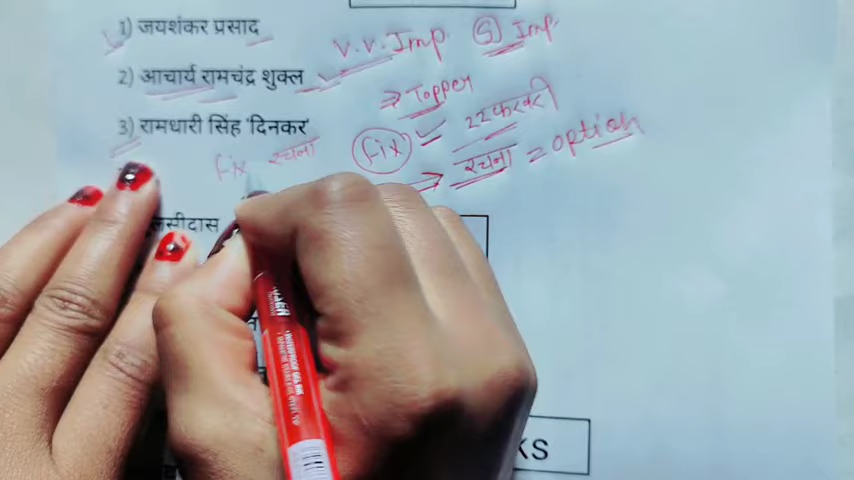 1) जयशंकर प्रसाद
V.V.Imp. 5 Imp.
2) आचार्य रामचंद्र शुक्ल
⇒ Topper
3) रामधारी सिंह 'दिनकर'
fix रचना
fix
22 फरवरी
→ रचना = option
लसीदास
KS